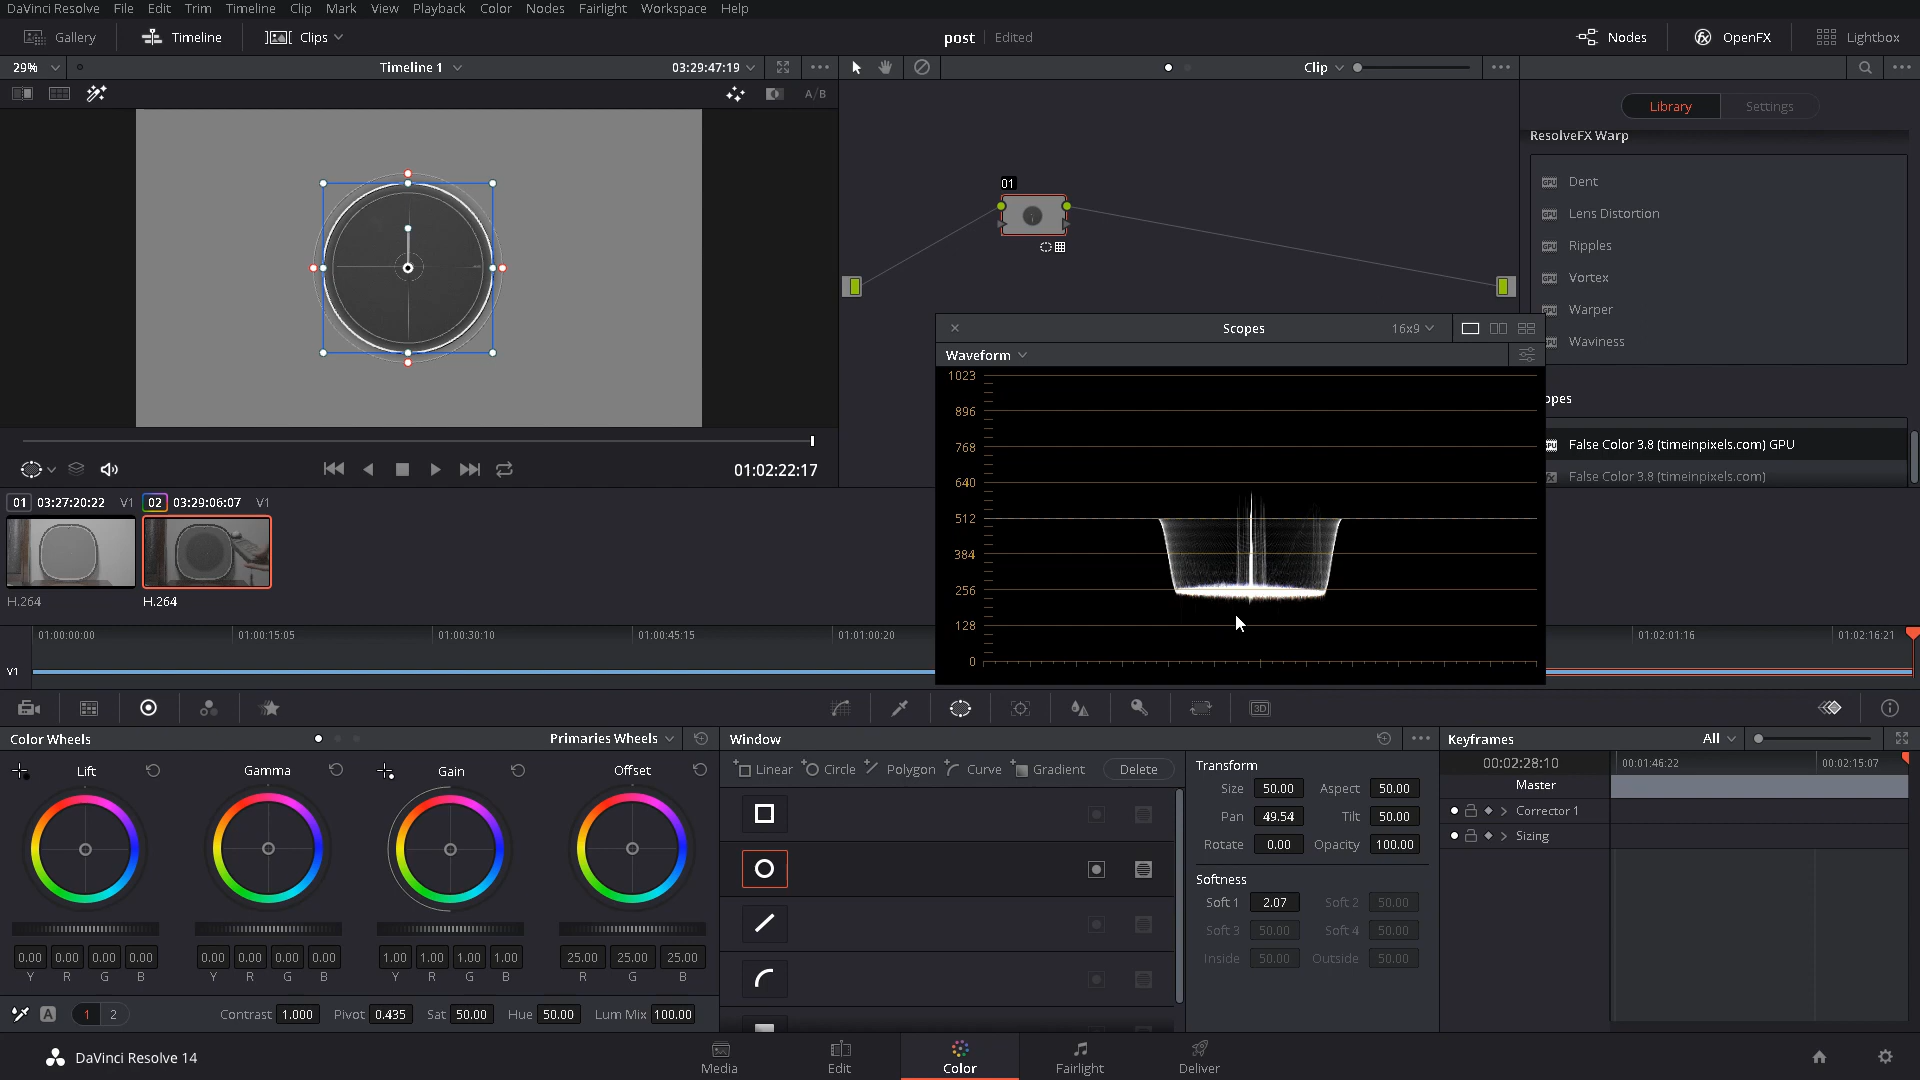 DaVinci Resolve File Edit Trim Timeline Clip Mark View Playback Color Nodes Fairlight Workspace Help
Gallery Timeline Clips post Edited Nodes OpenFX Lightbox
29% Timeline 1 03:29:47:19 Clip
A/B
Library Settings
ResolveFX Warp
Dent
Lens Distortion
Ripples
Vortex
Warper
Waviness
opes
False Color 3.8 (timeinpixels.com) GPU
False Color 3.8 (timeinpixels.com)
01
Scopes 16x9
Waveform
1023
896
768
640
512
384
256
128
0
01:02:22:17
01 03:27:20:22 V1 02 03:29:06:07 V1
H.264 H.264
01:00:00:00 01:00:15:05 01:00:30:10 01:00:45:15 01:01:00:20 01:02:01:16 01:02:16:21
V1
3D
Color Wheels Primaries Wheels
Lift Gamma Gain Offset
0.00 0.00 0.00 0.00 0.00 0.00 0.00 0.00 1.00 1.00 1.00 1.00 25.00 25.00 25.00
Y R G B Y R G B Y R G B R G B
A 1 2 Contrast 1.000 Pivot 0.435 Sat 50.00 Hue 50.00 Lum Mix 100.00
Window
Linear Circle Polygon Curve Gradient Delete
Transform
Size 50.00 Aspect 50.00
Pan 49.54 Tilt 50.00
Rotate 0.00 Opacity 100.00
Softness
Soft 1 2.07 Soft 2 50.00
Soft 3 50.00 Soft 4 50.00
Inside 50.00 Outside 50.00
Keyframes All
00:02:28:10 00:01:46:22 00:02:15:07
Master
Corrector 1
Sizing
DaVinci Resolve 14 Media Edit Color Fairlight Deliver